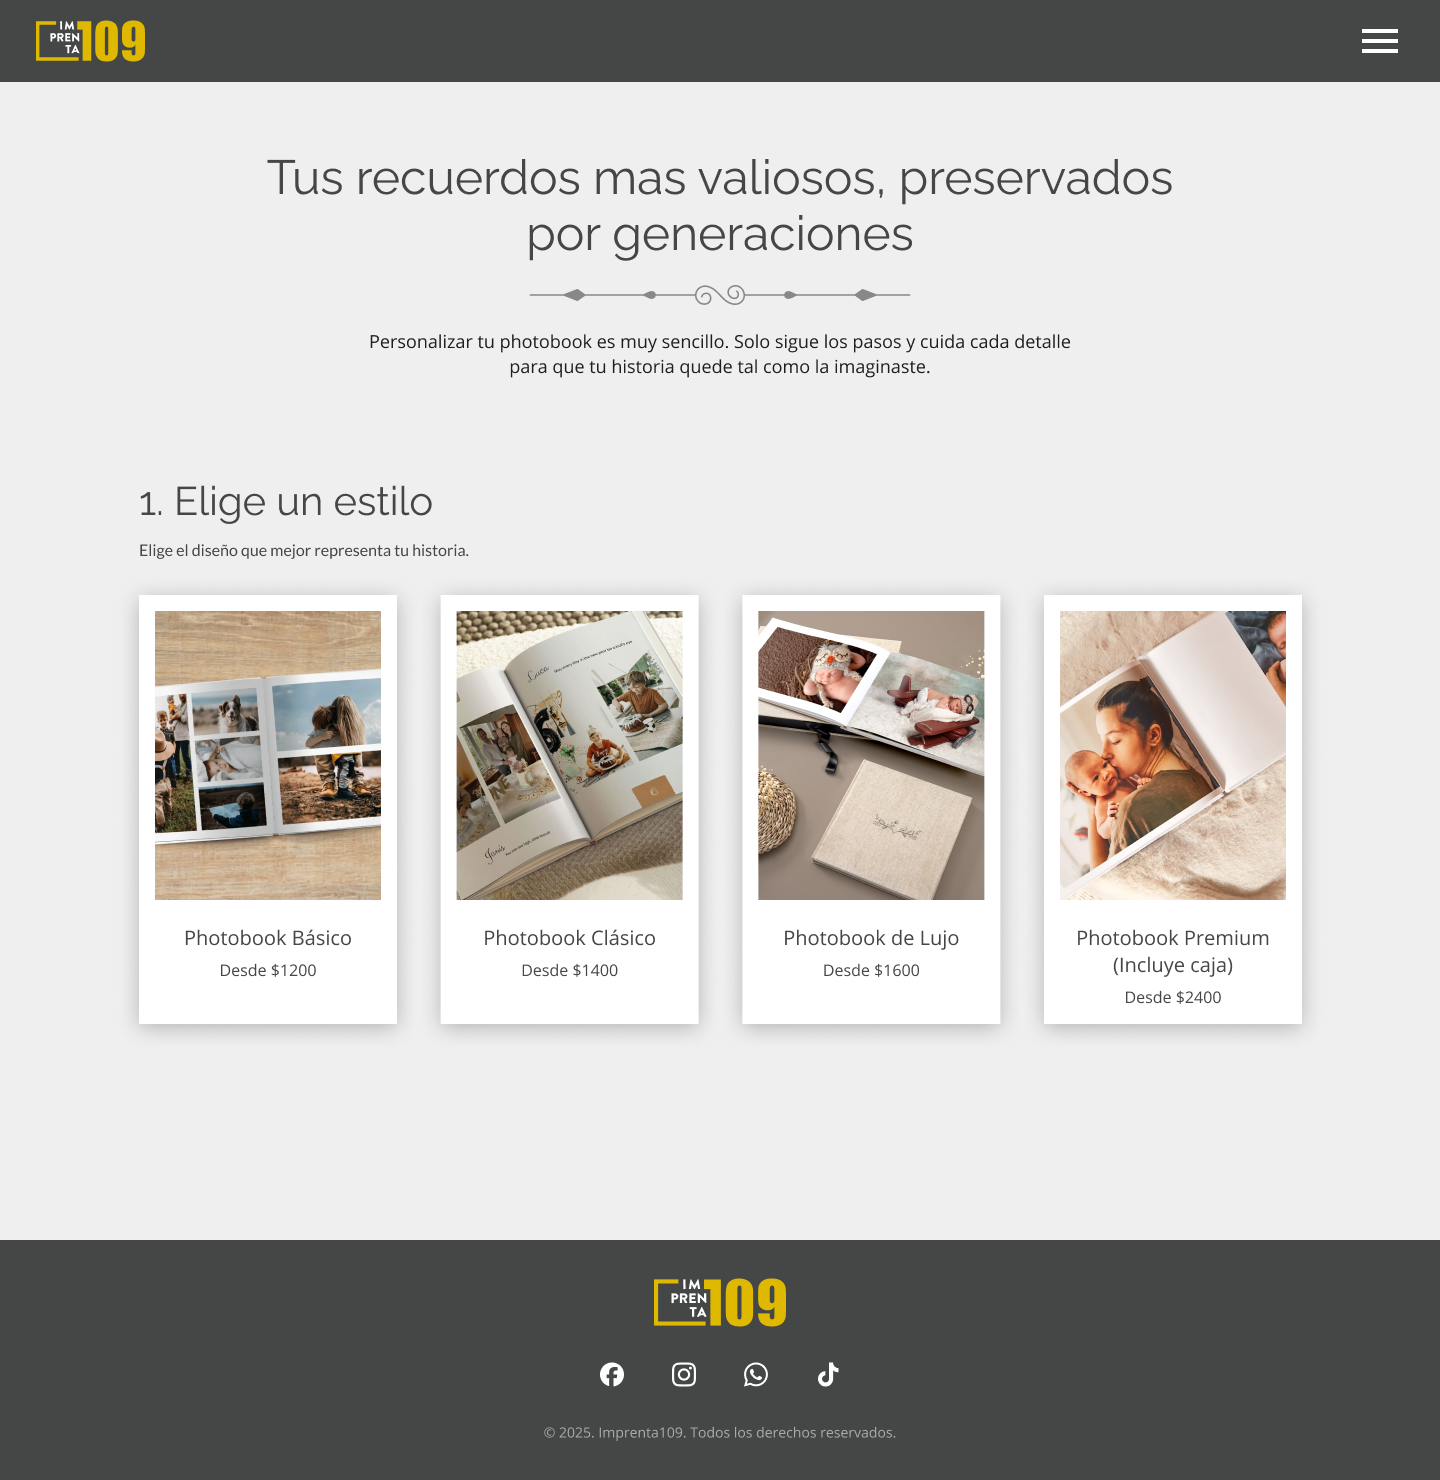 IM
PREN
TA
109
Tus recuerdos mas valiosos, preservados
por generaciones
Personalizar tu photobook es muy sencillo. Solo sigue los pasos y cuida cada detalle
para que tu historia quede tal como la imaginaste.
1. Elige un estilo
Elige el diseño que mejor representa tu historia.
Luca
Photobook Básico
Desde $1200
Photobook Clásico
Desde $1400
Photobook de Lujo
Desde $1600
Photobook Premium
(Incluye caja)
Desde $2400
IM
PREN
TA
109
© 2025. Imprenta109. Todos los derechos reservados.